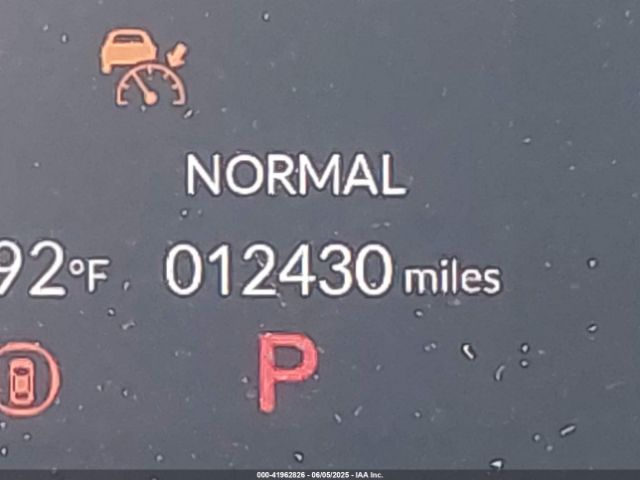 NORMAL
92°F 012430 miles
P
000-41962826 - 06/05/2025 - IAA Inc.